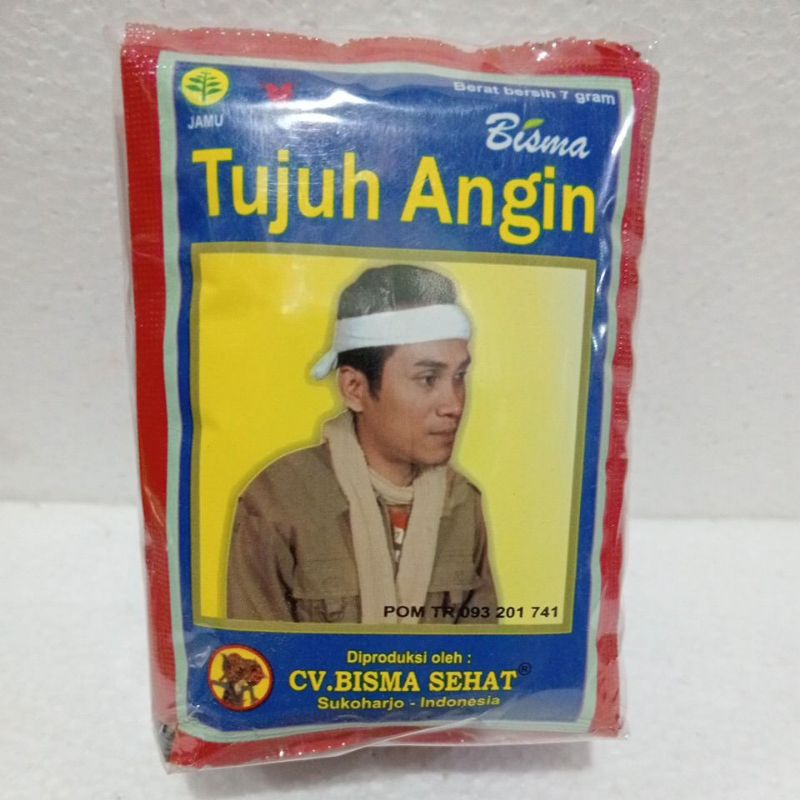 JAMU
Berat bersih 7 gram
Bisma
Tujuh Angin
POM TR 093 201 741
Diproduksi oleh :
CV.BISMA SEHAT®
Sukoharjo - Indonesia